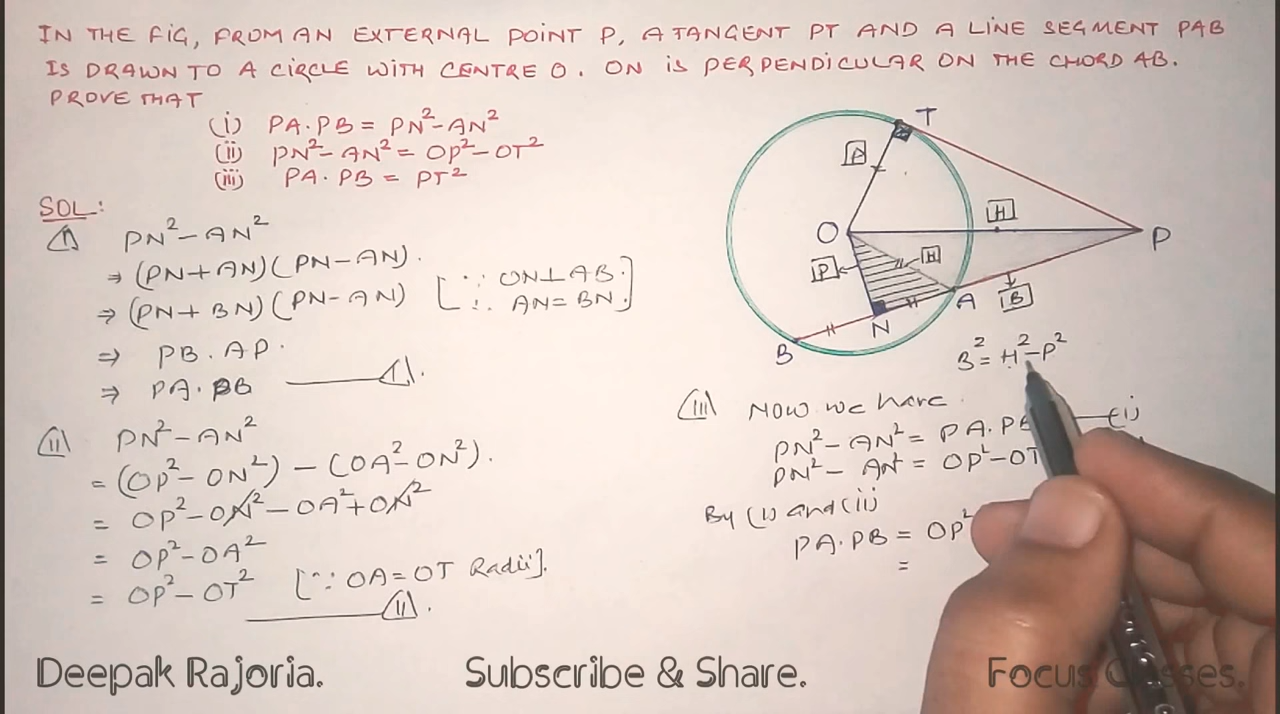 IN THE FIG, FROM AN EXTERNAL POINT P, A TANGENT PT AND A LINE SEGMENT PAB
IS DRAWN TO A CIRCLE WITH CENTRE O. ON IS PERPENDICULAR ON THE CHORD AB.
PROVE THAT
(i) PA.PB = PN²-AN²
(ii) PN²-AN² = OP²-OT²
(iii) PA.PB = PT²
SOL:
(i) PN²-AN²
⇒ (PN+AN)(PN-AN).
⇒ (PN+BN)(PN-AN) [∵ ON⊥AB
∴ AN=BN]
⇒ PB.AP.
⇒ PA.PB ——(i).
(ii) PN²-AN²
= (OP²-ON²)-(OA²-ON²).
= OP²-ON²-OA²+ON²
= OP²-OA²
= OP²-OT² [∵ OA=OT Radii].
——(ii).
T
P
H
O
P
H
P
A
B
N
B
B²=H²-P²
(iii) Now we have
PN²-AN²= PA.PB ——(i)
PN²-AN²= OP²-OT
By (i) and (ii)
PA.PB = OP²
=
Deepak Rajoria. Subscribe & Share. Focus Classes.